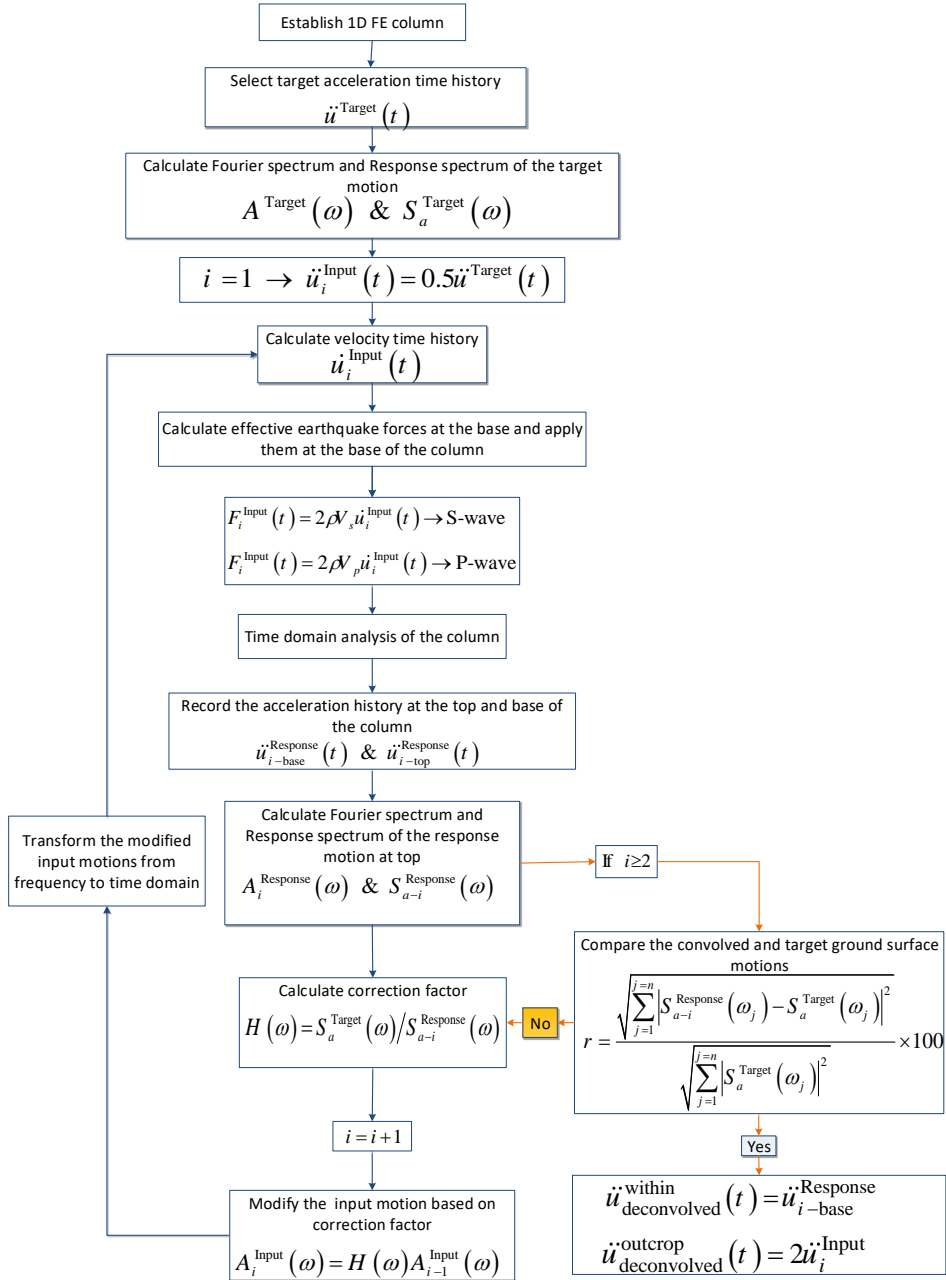 Establish 1D FE column
Select target acceleration time history
ü^Target (t)
Calculate Fourier spectrum and Response spectrum of the target
motion
A^Target (ω) & S_a^Target (ω)
i = 1 → ü_i^Input (t) = 0.5ü^Target (t)
Calculate velocity time history
u̇_i^Input (t)
Calculate effective earthquake forces at the base and apply
them at the base of the column
F_i^Input (t) = 2ρV_s u̇_i^Input (t) → S-wave
F_i^Input (t) = 2ρV_p u̇_i^Input (t) → P-wave
Time domain analysis of the column
Record the acceleration history at the top and base of
the column
ü_i-base^Response (t) & ü_i-top^Response (t)
Calculate Fourier spectrum and
Response spectrum of the response
motion at top
A_i^Response (ω) & S_a-i^Response (ω)
If i≥2
Compare the convolved and target ground surface
motions
r = √(∑_{j=1}^{j=n} |S_a-i^Response (ω_j) − S_a^Target (ω_j)|^2) / √(∑_{j=1}^{j=n} |S_a^Target (ω_j)|^2) ×100
No
Yes
Calculate correction factor
H (ω) = S_a^Target (ω)/S_a-i^Response (ω)
i = i+1
Modify the input motion based on
correction factor
A_i^Input (ω) = H (ω) A_i-1^Input (ω)
Transform the modified
input motions from
frequency to time domain
ü_deconvolved^within (t) = ü_i-base^Response
ü_deconvolved^outcrop (t) = 2ü_i^Input